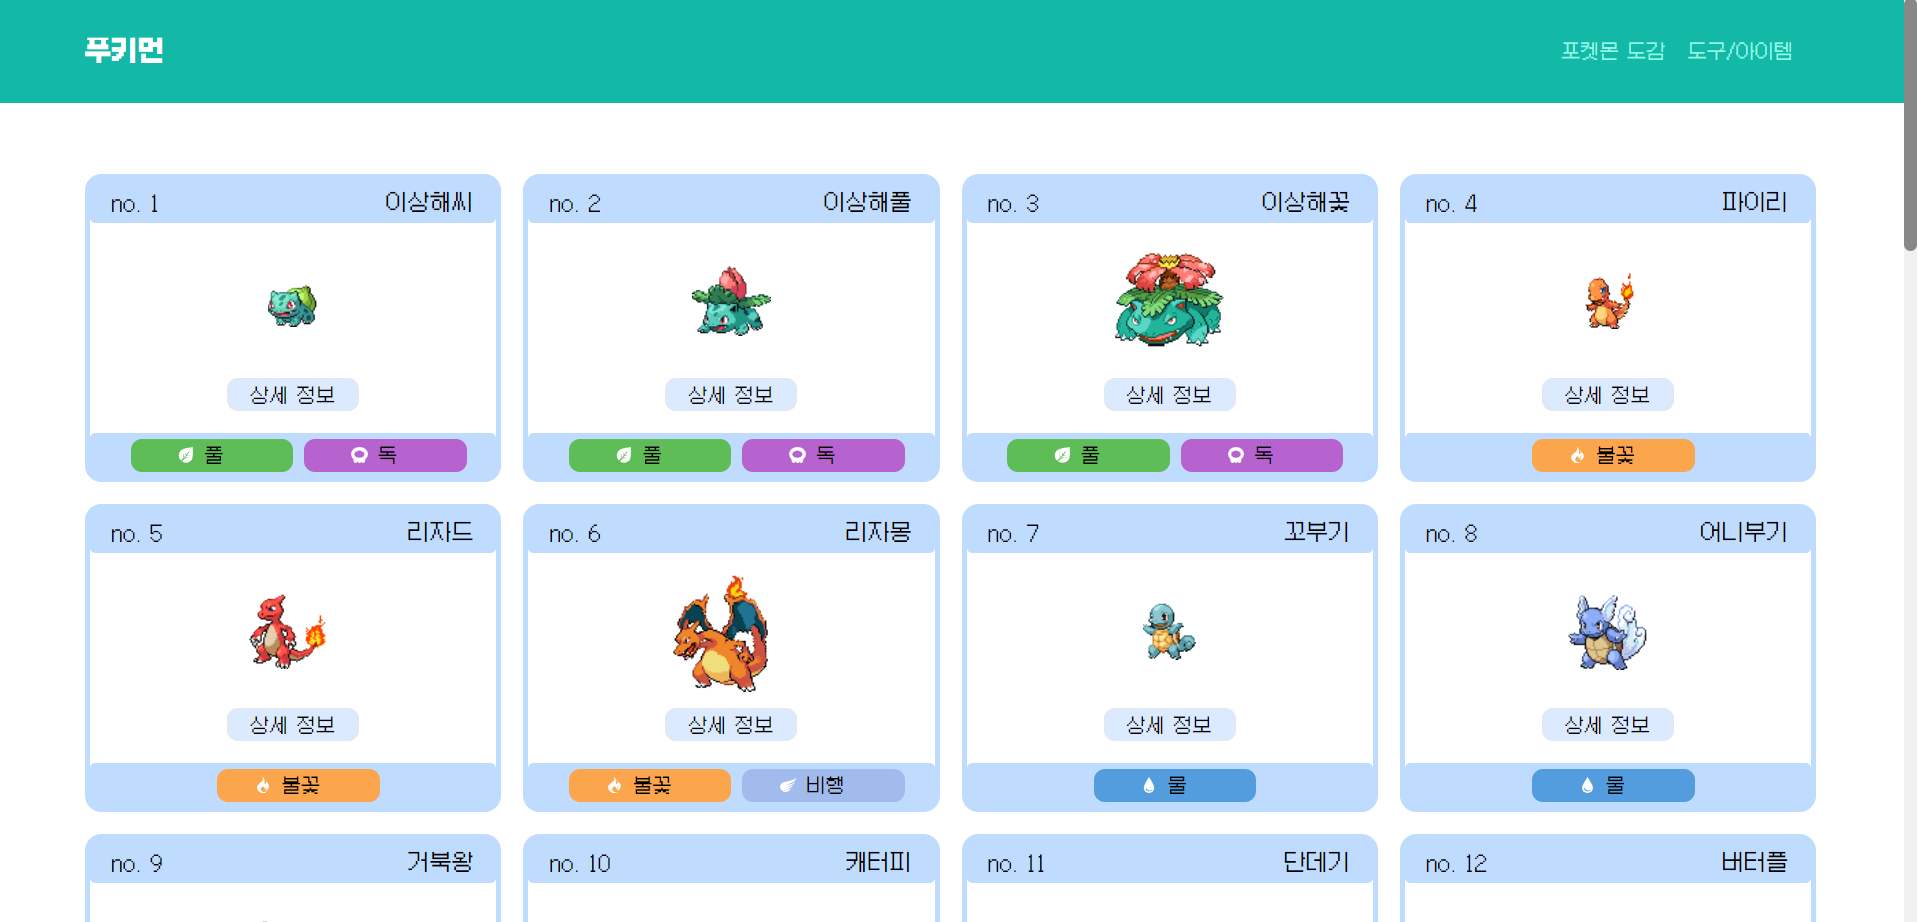 푸키먼
포켓몬 도감 도구/아이템
no. 1 이상해씨
no. 2 이상해풀
no. 3 이상해꽃
no. 4 파이리
상세 정보
상세 정보
상세 정보
상세 정보
풀 독
풀 독
풀 독
불꽃
no. 5 리자드
no. 6 리자몽
no. 7 꼬부기
no. 8 어니부기
상세 정보
상세 정보
상세 정보
상세 정보
불꽃
불꽃 비행
물
물
no. 9 거북왕
no. 10 캐터피
no. 11 단데기
no. 12 버터플